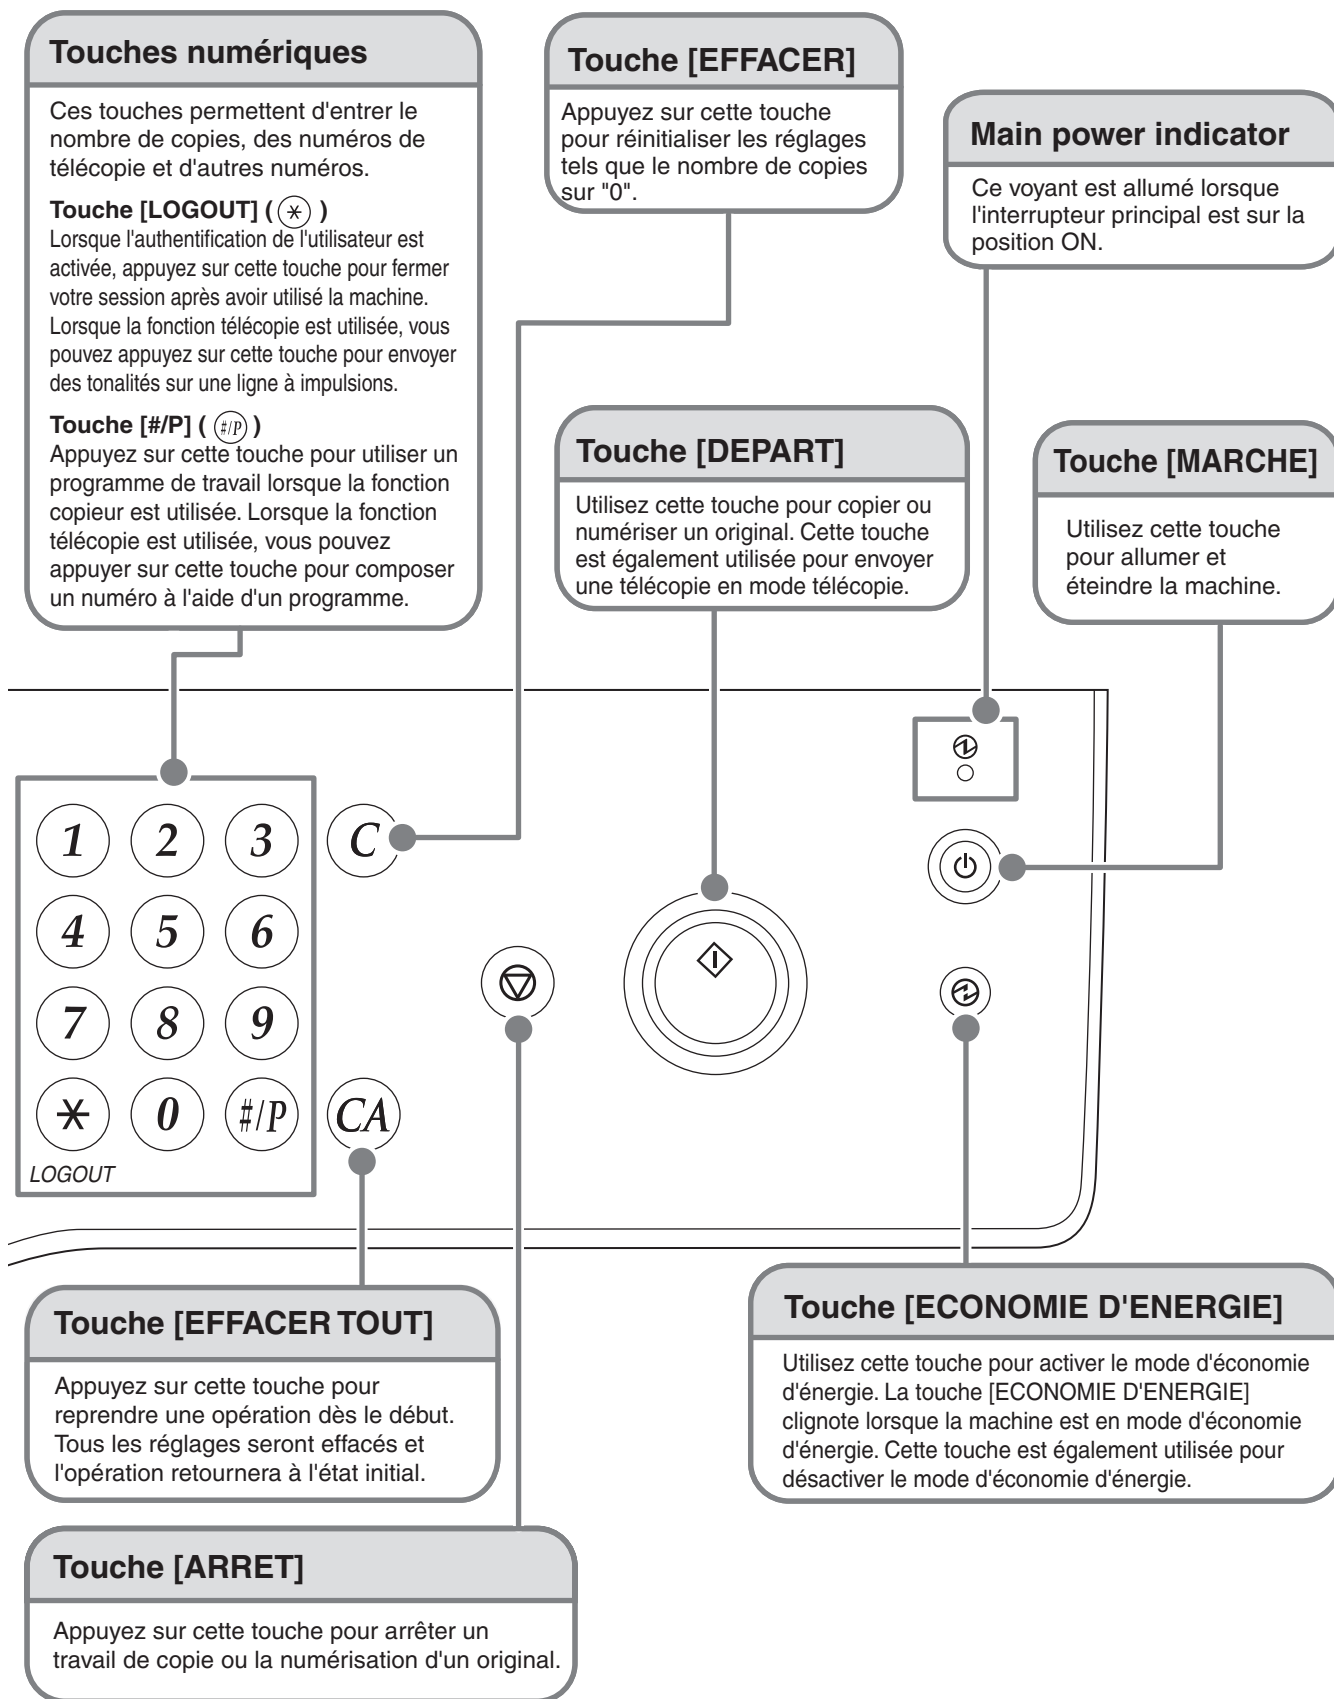 Touches numériques
Ces touches permettent d'entrer le
nombre de copies, des numéros de
télécopie et d'autres numéros.
Touche [LOGOUT] ( * )
Lorsque l'authentification de l'utilisateur est
activée, appuyez sur cette touche pour fermer
votre session après avoir utilisé la machine.
Lorsque la fonction télécopie est utilisée, vous
pouvez appuyez sur cette touche pour envoyer
des tonalités sur une ligne à impulsions.
Touche [#/P] ( #/P )
Appuyez sur cette touche pour utiliser un
programme de travail lorsque la fonction
copieur est utilisée. Lorsque la fonction
télécopie est utilisée, vous pouvez
appuyer sur cette touche pour composer
un numéro à l'aide d'un programme.
Touche [EFFACER]
Appuyez sur cette touche
pour réinitialiser les réglages
tels que le nombre de copies
sur "0".
Main power indicator
Ce voyant est allumé lorsque
l'interrupteur principal est sur la
position ON.
Touche [DEPART]
Utilisez cette touche pour copier ou
numériser un original. Cette touche
est également utilisée pour envoyer
une télécopie en mode télécopie.
Touche [MARCHE]
Utilisez cette touche
pour allumer et
éteindre la machine.
1 2 3 C
4 5 6
7 8 9
* 0 #/P CA
LOGOUT
Touche [EFFACER TOUT]
Appuyez sur cette touche pour
reprendre une opération dès le début.
Tous les réglages seront effacés et
l'opération retournera à l'état initial.
Touche [ECONOMIE D'ENERGIE]
Utilisez cette touche pour activer le mode d'économie
d'énergie. La touche [ECONOMIE D'ENERGIE]
clignote lorsque la machine est en mode d'économie
d'énergie. Cette touche est également utilisée pour
désactiver le mode d'économie d'énergie.
Touche [ARRET]
Appuyez sur cette touche pour arrêter un
travail de copie ou la numérisation d'un original.